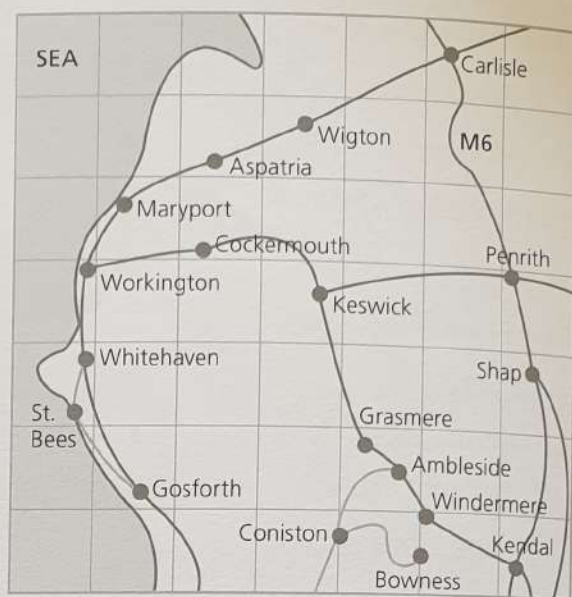 SEA
Carlisle
Wigton
M6
Aspatria
Maryport
Cockermouth
Penrith
Workington
Keswick
Whitehaven
Shap
St.
Bees
Grasmere
Ambleside
Gosforth
Windermere
Coniston
Kendal
Bowness